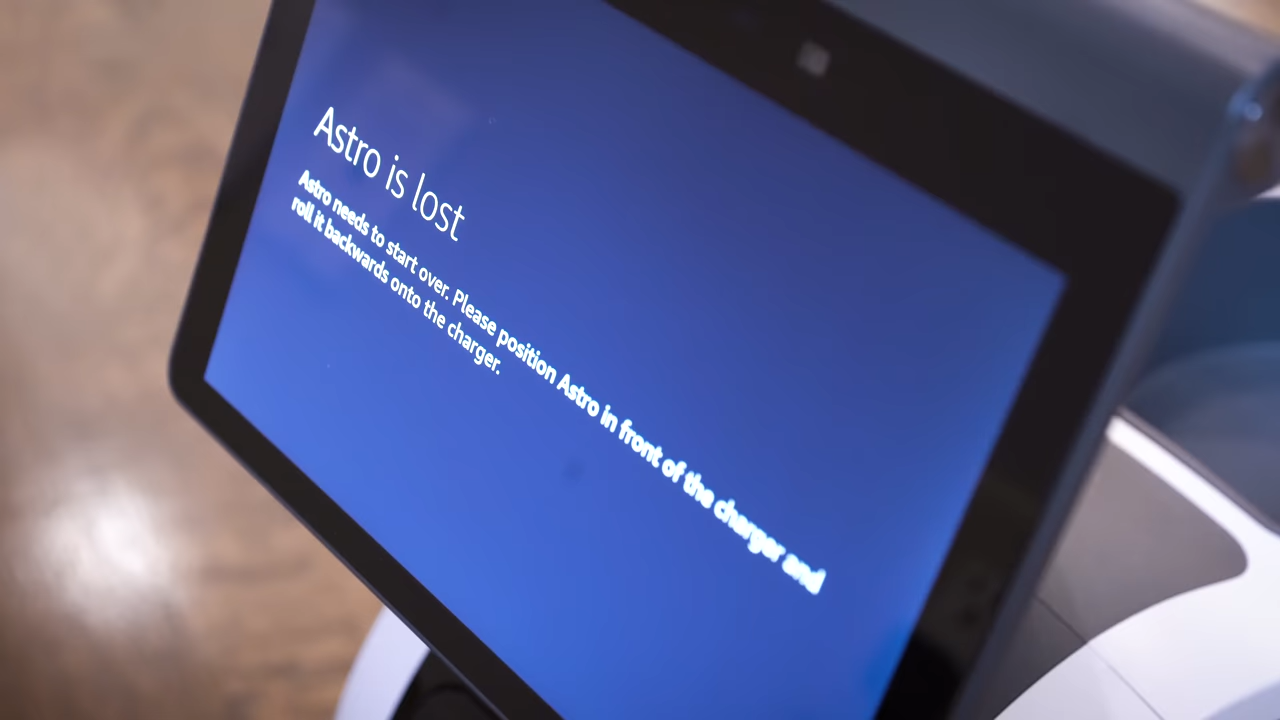 Astro is lost
Astro needs to start over. Please position Astro in front of the charger and
roll it backwards onto the charger.